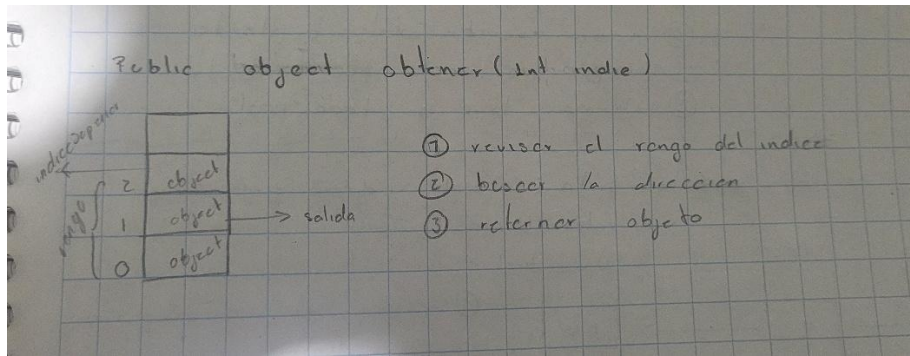 Public object obtener (int indie)
indiceSuperior
① revisar el rango del indice
2 object
② buscar la dirección
rango
1 object → salida
③ retornar objeto
0 object